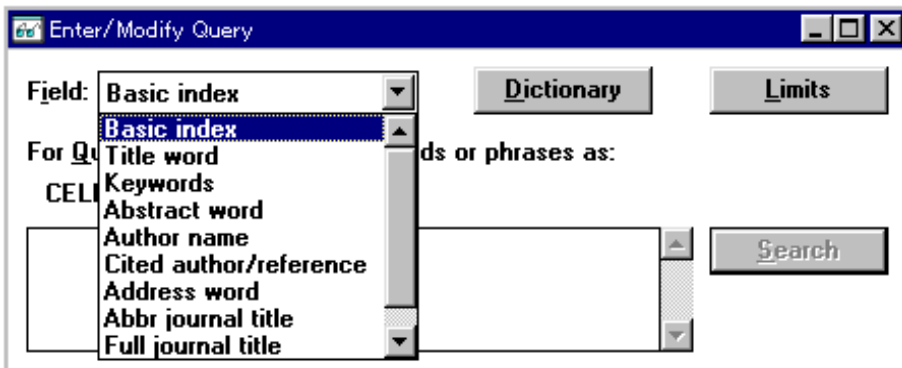 Enter/Modify Query
Field: Basic index Dictionary Limits
Basic index
For Qu Title word ds or phrases as:
Keywords
CEL Abstract word
Author name
Cited author/reference Search
Address word
Abbr journal title
Full journal title